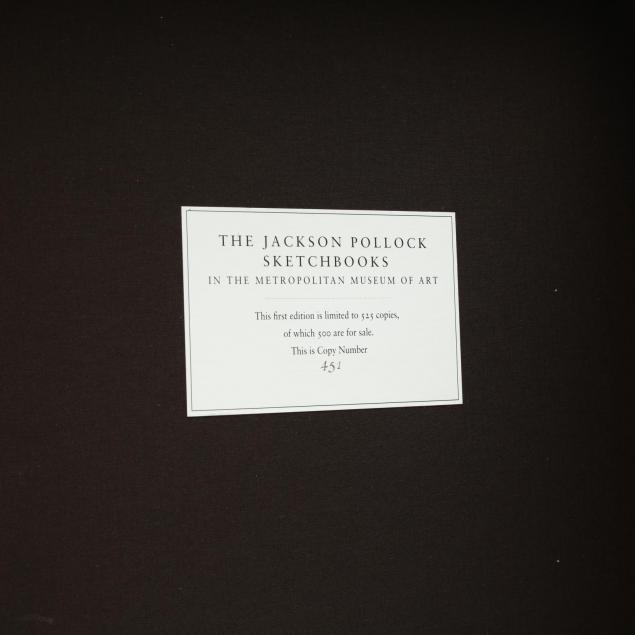 THE JACKSON POLLOCK
SKETCHBOOKS
IN THE METROPOLITAN MUSEUM OF ART
This first edition is limited to 525 copies,
of which 500 are for sale.
This is Copy Number
451